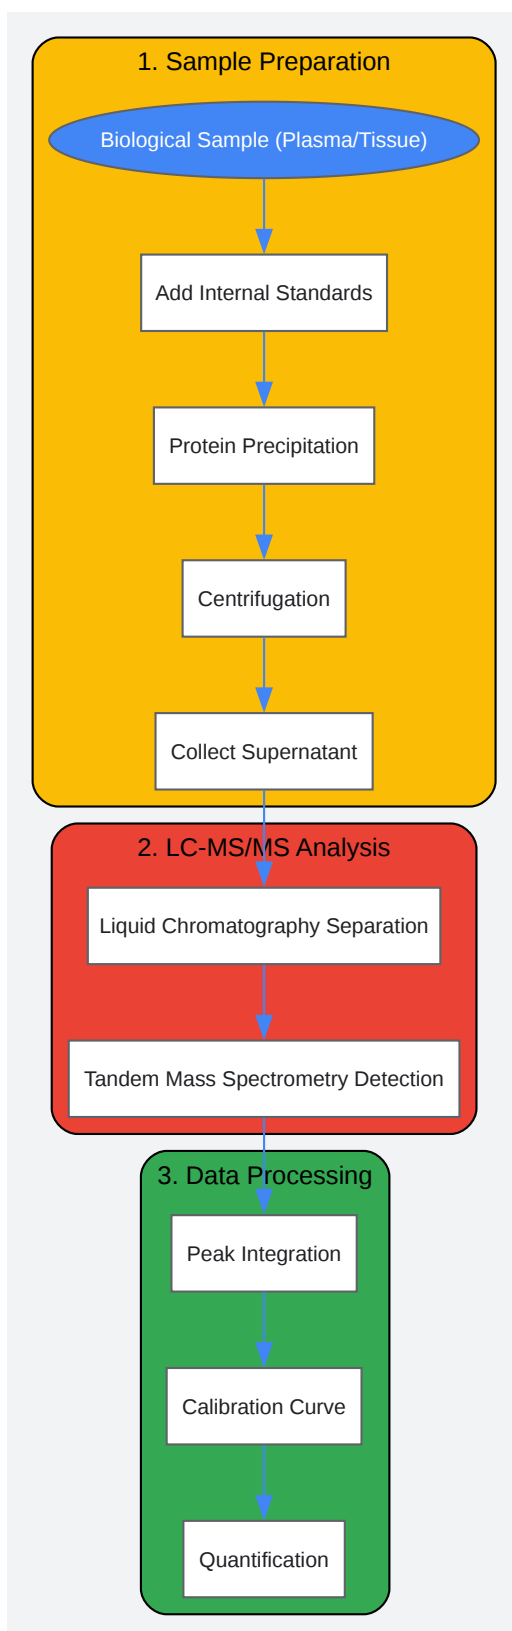 1. Sample Preparation
Biological Sample (Plasma/Tissue)
Add Internal Standards
Protein Precipitation
Centrifugation
Collect Supernatant
2. LC-MS/MS Analysis
Liquid Chromatography Separation
Tandem Mass Spectrometry Detection
3. Data Processing
Peak Integration
Calibration Curve
Quantification